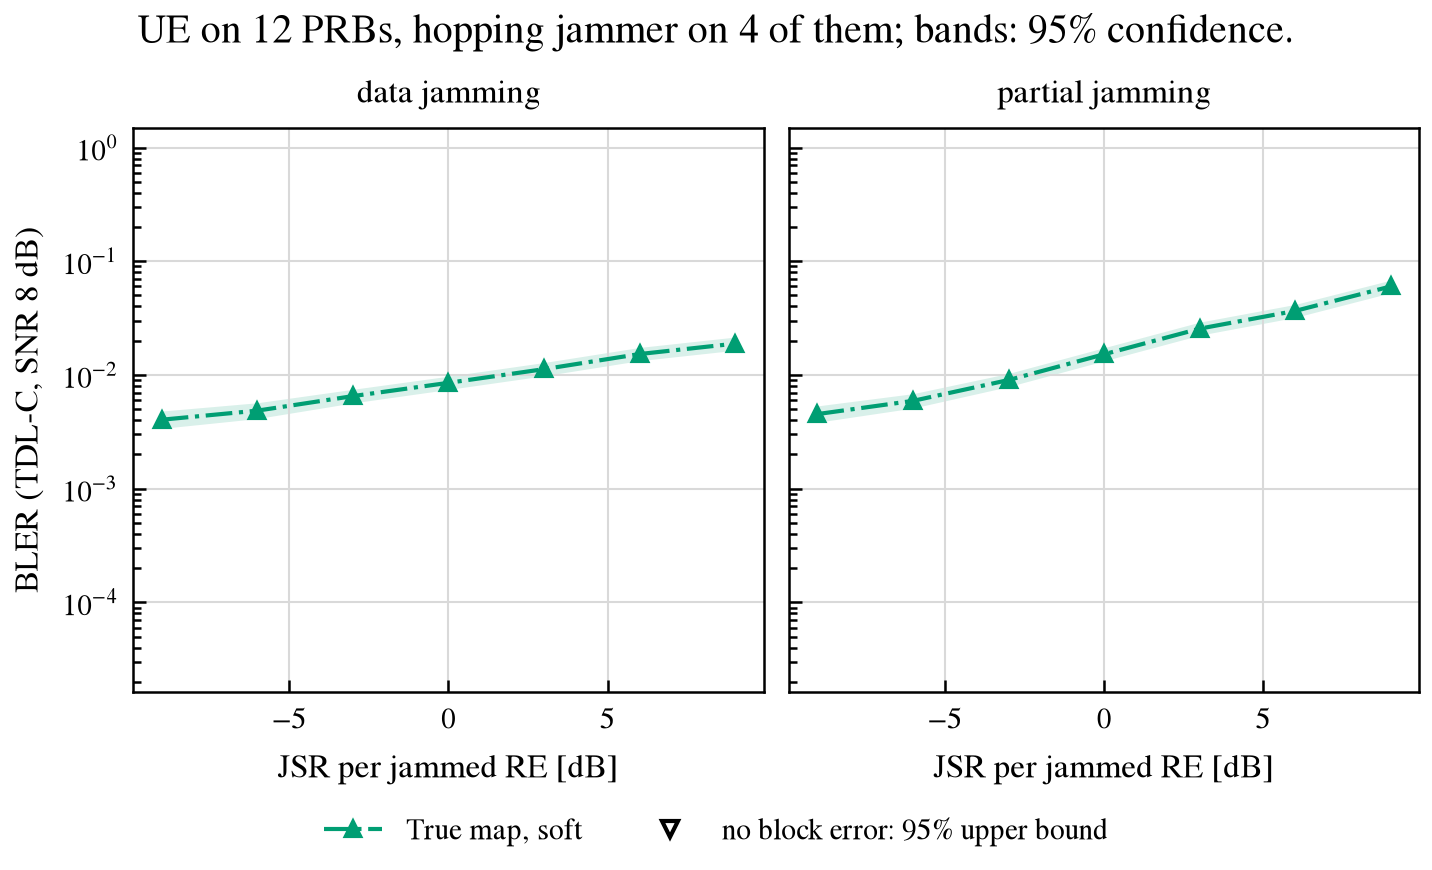 UE on 12 PRBs, hopping jammer on 4 of them; bands: 95% confidence.
data jamming
partial jamming
BLER (TDL-C, SNR 8 dB)
10⁰
10⁻¹
10⁻²
10⁻³
10⁻⁴
−5 0 5
−5 0 5
JSR per jammed RE [dB]
JSR per jammed RE [dB]
True map, soft
no block error: 95% upper bound